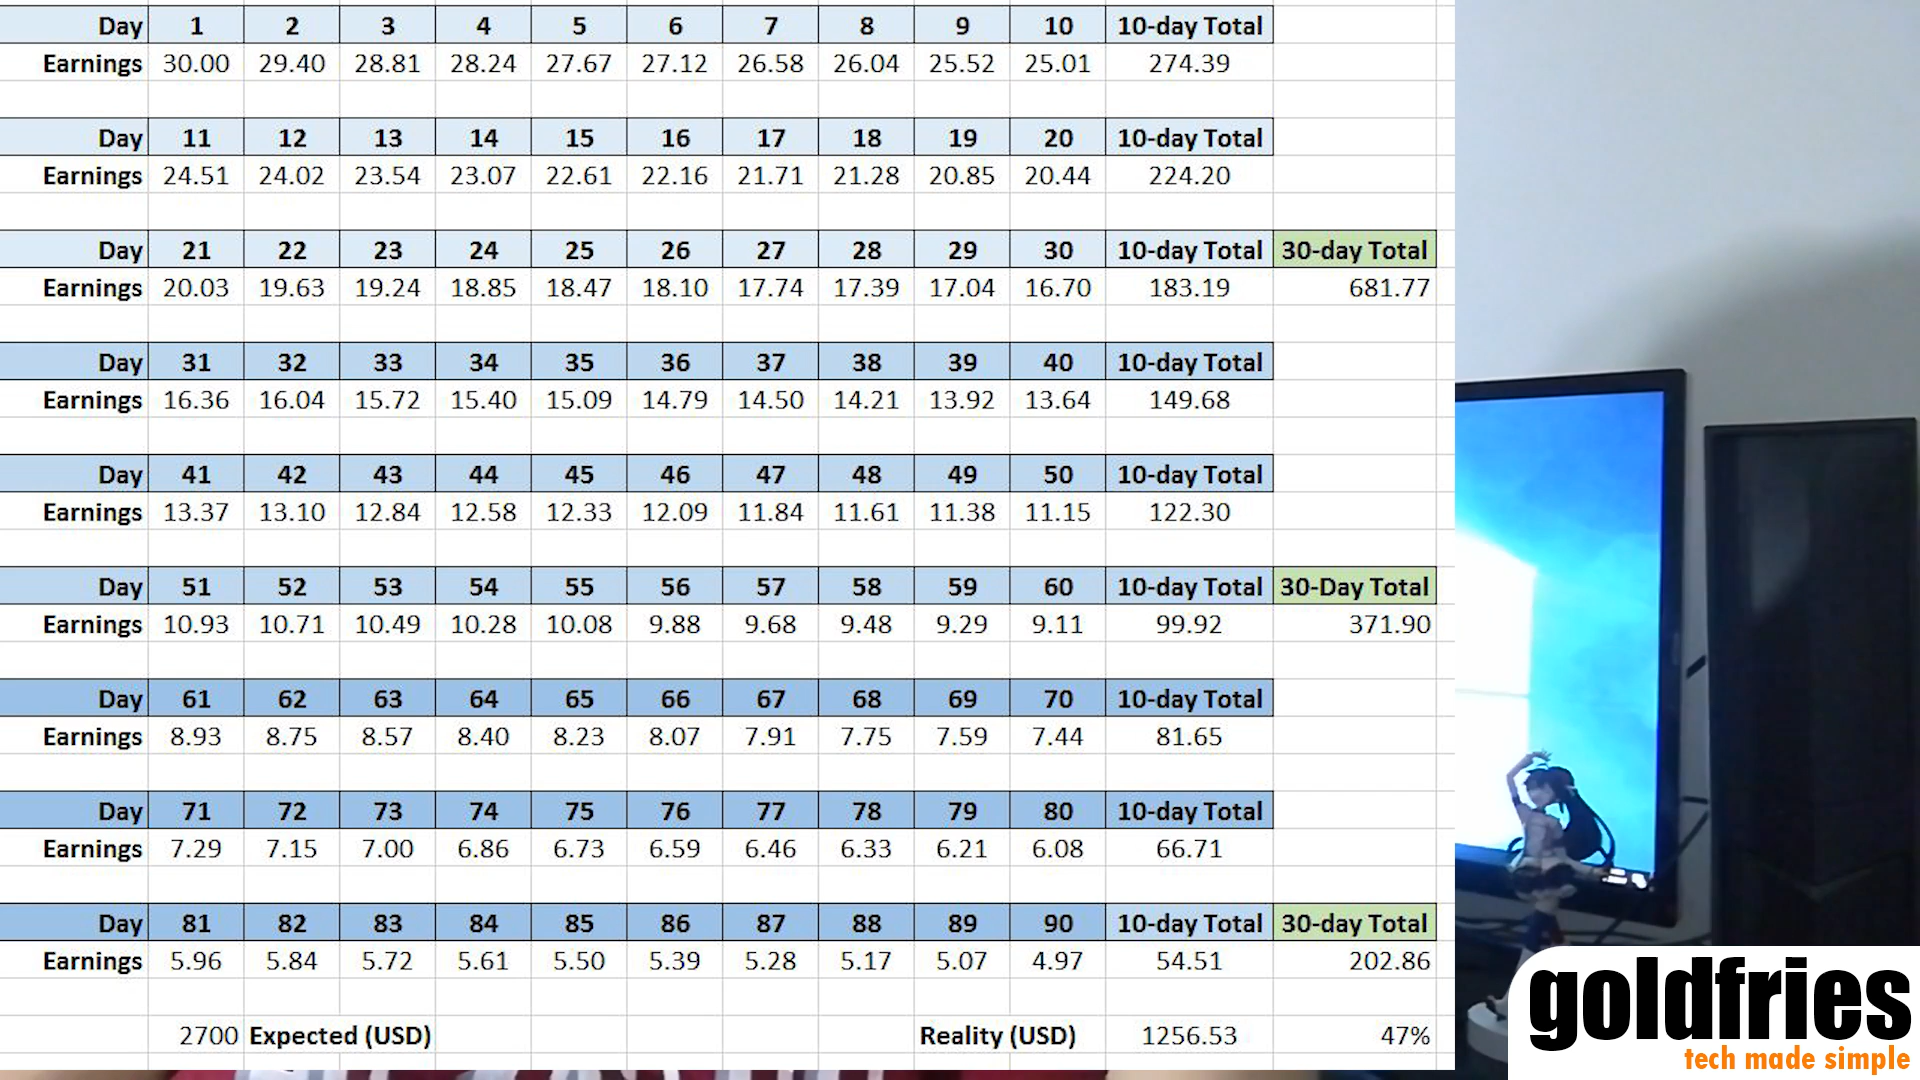 Day 1 2 3 4 5 6 7 8 9 10 10-day Total
Earnings 30.00 29.40 28.81 28.24 27.67 27.12 26.58 26.04 25.52 25.01 274.39
Day 11 12 13 14 15 16 17 18 19 20 10-day Total
Earnings 24.51 24.02 23.54 23.07 22.61 22.16 21.71 21.28 20.85 20.44 224.20
Day 21 22 23 24 25 26 27 28 29 30 10-day Total 30-day Total
Earnings 20.03 19.63 19.24 18.85 18.47 18.10 17.74 17.39 17.04 16.70 183.19 681.77
Day 31 32 33 34 35 36 37 38 39 40 10-day Total
Earnings 16.36 16.04 15.72 15.40 15.09 14.79 14.50 14.21 13.92 13.64 149.68
Day 41 42 43 44 45 46 47 48 49 50 10-day Total
Earnings 13.37 13.10 12.84 12.58 12.33 12.09 11.84 11.61 11.38 11.15 122.30
Day 51 52 53 54 55 56 57 58 59 60 10-day Total 30-Day Total
Earnings 10.93 10.71 10.49 10.28 10.08 9.88 9.68 9.48 9.29 9.11 99.92 371.90
Day 61 62 63 64 65 66 67 68 69 70 10-day Total
Earnings 8.93 8.75 8.57 8.40 8.23 8.07 7.91 7.75 7.59 7.44 81.65
Day 71 72 73 74 75 76 77 78 79 80 10-day Total
Earnings 7.29 7.15 7.00 6.86 6.73 6.59 6.46 6.33 6.21 6.08 66.71
Day 81 82 83 84 85 86 87 88 89 90 10-day Total 30-day Total
Earnings 5.96 5.84 5.72 5.61 5.50 5.39 5.28 5.17 5.07 4.97 54.51 202.86
2700 Expected (USD) Reality (USD) 1256.53 47%
goldfries
tech made simple